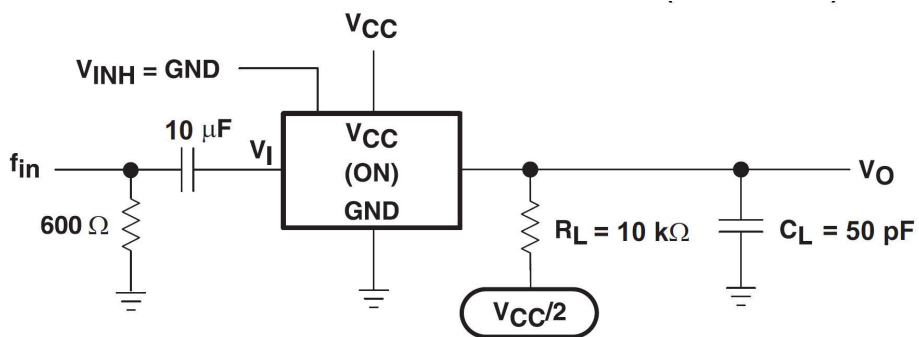 VCC
VINH = GND
10 μF
VI
VCC
(ON)
GND
fin
600 Ω
VO
RL = 10 kΩ
CL = 50 pF
VCC/2